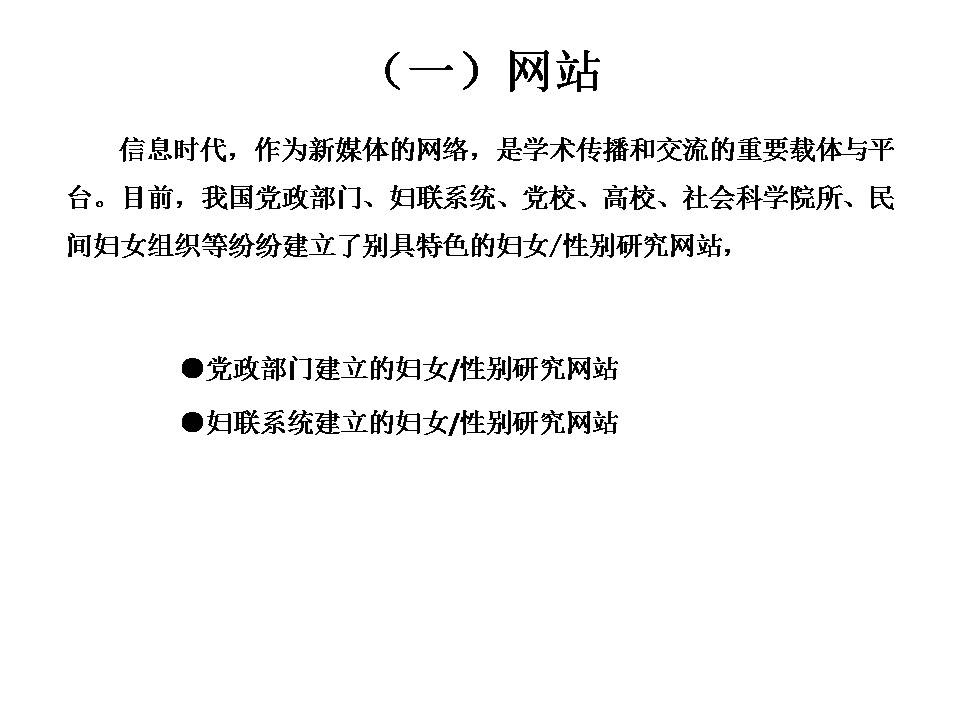 （一）网站
信息时代，作为新媒体的网络，是学术传播和交流的重要载体与平
台。目前，我国党政部门、妇联系统、党校、高校、社会科学院所、民
间妇女组织等纷纷建立了别具特色的妇女/性别研究网站，
●党政部门建立的妇女/性别研究网站
●妇联系统建立的妇女/性别研究网站